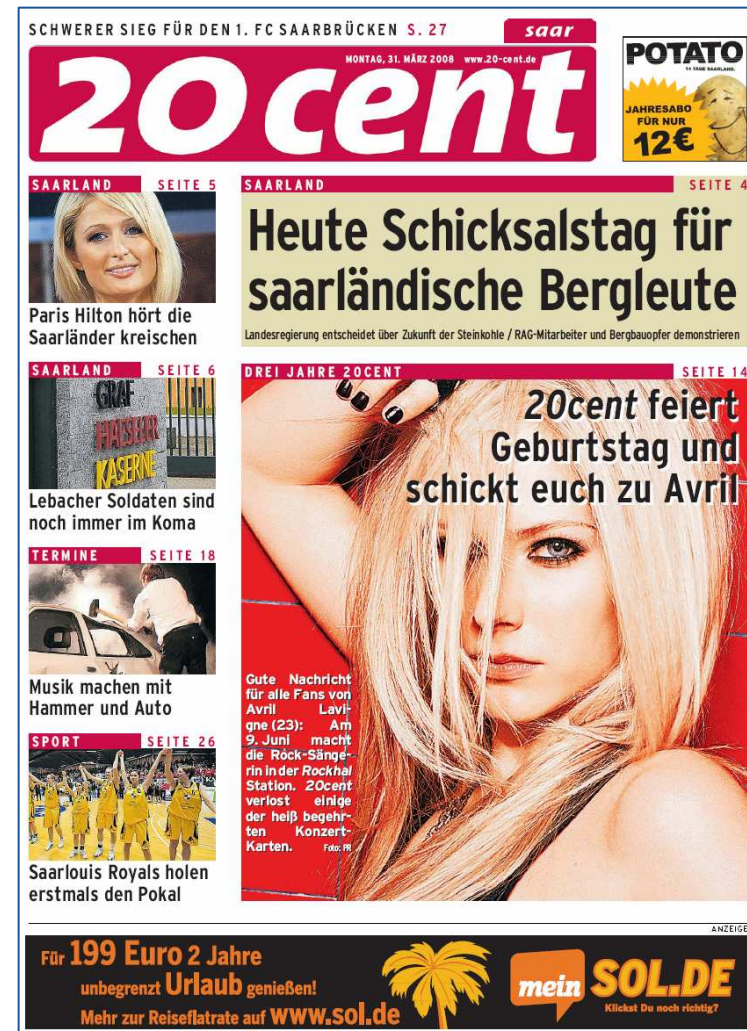 SCHWERER SIEG FÜR DEN 1. FC SAARBRÜCKEN S. 27
saar
MONTAG, 31. MÄRZ 2008 www.20-cent.de
20cent
POTATO
14 TAGE SAARLAND.
JAHRESABO
FÜR NUR
12€
SAARLAND SEITE 5
Paris Hilton hört die
Saarländer kreischen
SAARLAND SEITE 6
GRAF
HAESELER
KASERNE
Lebacher Soldaten sind
noch immer im Koma
TERMINE SEITE 18
Musik machen mit
Hammer und Auto
SPORT SEITE 26
Saarlouis Royals holen
erstmals den Pokal
SAARLAND SEITE 4
Heute Schicksalstag für
saarländische Bergleute
Landesregierung entscheidet über Zukunft der Steinkohle / RAG-Mitarbeiter und Bergbauopfer demonstrieren
DREI JAHRE 20CENT SEITE 14
20cent feiert
Geburtstag und
schickt euch zu Avril
Gute Nachricht
für alle Fans von
Avril Lavi-
gne (23): Am
9. Juni macht
die Rock-Sänge-
rin in der Rockhal
Station. 20cent
verlost einige
der heiß begehr-
ten Konzert-
Karten. Foto: PR
ANZEIGE
Für 199 Euro 2 Jahre
unbegrenzt Urlaub genießen!
Mehr zur Reiseflatrate auf www.sol.de
mein SOL.DE
Klickst Du noch richtig?